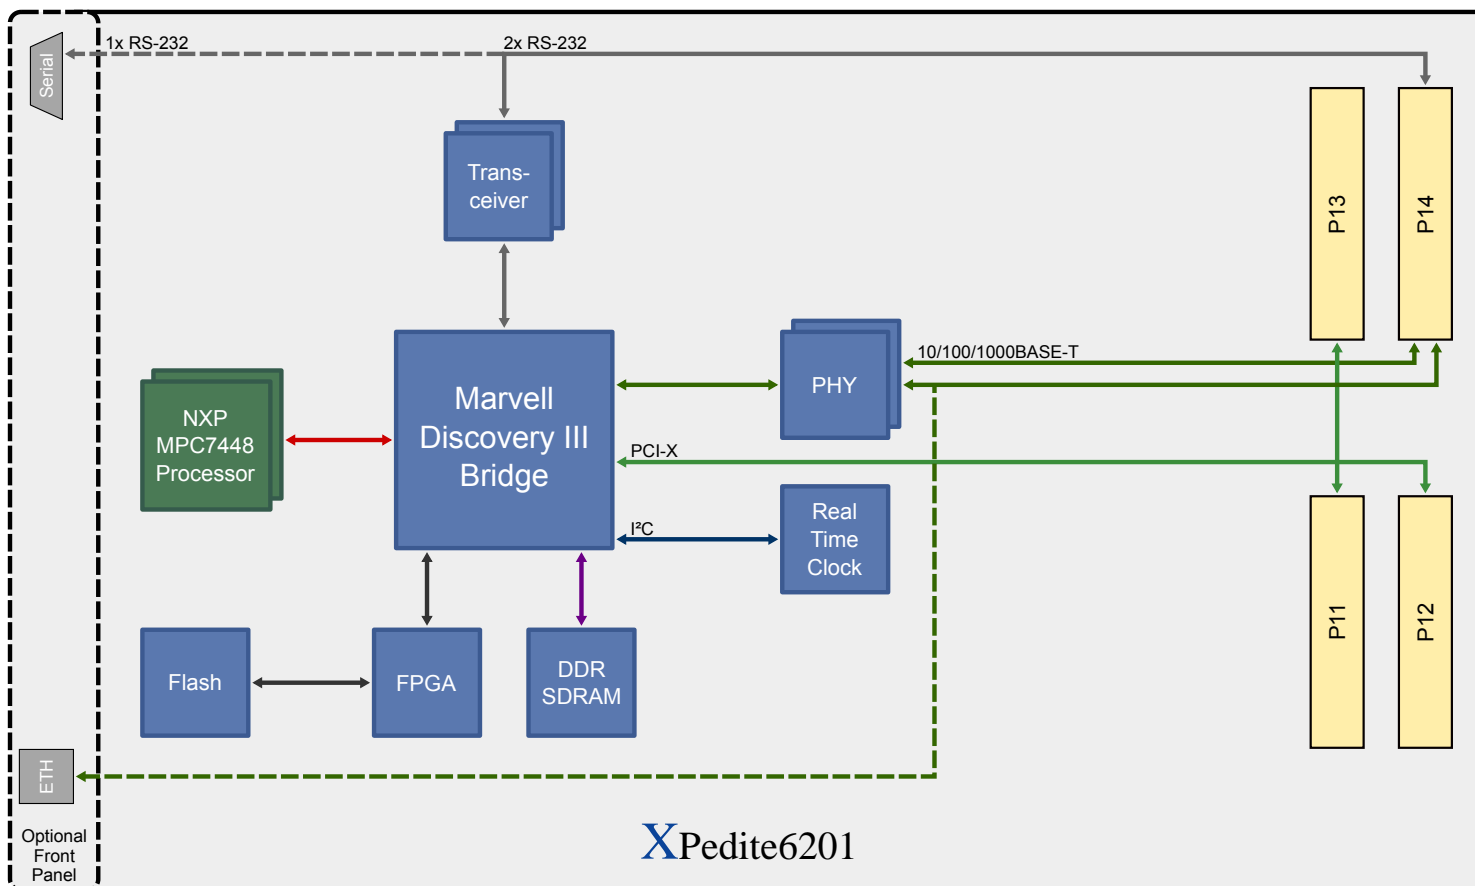 1x RS-232
2x RS-232
Serial
Trans-
ceiver
P13
P14
10/100/1000BASE-T
PHY
NXP
MPC7448
Processor
Marvell
Discovery III
Bridge
PCI-X
I²C
Real
Time
Clock
P11
P12
Flash
FPGA
DDR
SDRAM
ETH
Optional
Front
Panel
XPedite6201